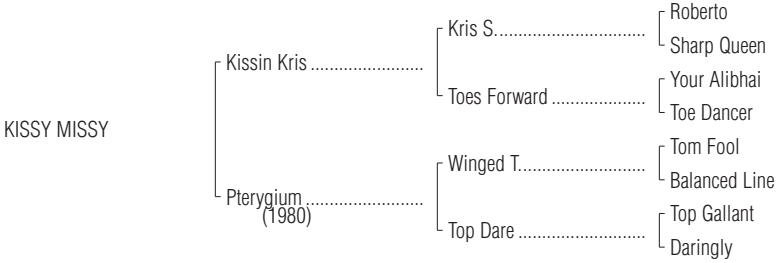 Roberto
Kris S.
Sharp Queen
Kissin Kris
Your Alibhai
Toes Forward
Toe Dancer
KISSY MISSY
Tom Fool
Winged T.
Balanced Line
Pterygium
(1980)
Top Gallant
Top Dare
Daringly